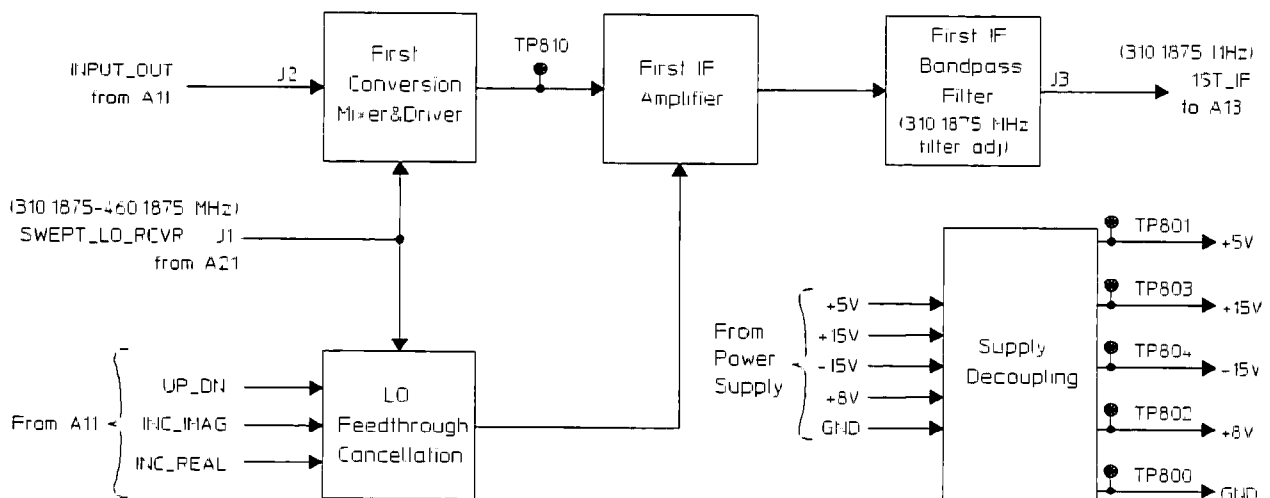 INPUT_OUT
from A11
J2
First
Conversion
Mixer&Driver
TP810
First IF
Amplifier
First IF
Bandpass
Filter
(310 1875 MHz
filter adj)
J3
(310 1875 MHz)
1ST_IF
to A13
(310 1875-460 1875 MHz)
SWEPT_LO_RCVR J1
from A21
From A11
UP_DN
INC_IMAG
INC_REAL
LO
Feedthrough
Cancellation
From
Power
Supply
+5V
+15V
-15V
+8V
GND
Supply
Decoupling
TP801
+5V
TP803
+15V
TP804
-15V
TP802
+8V
TP800
GND